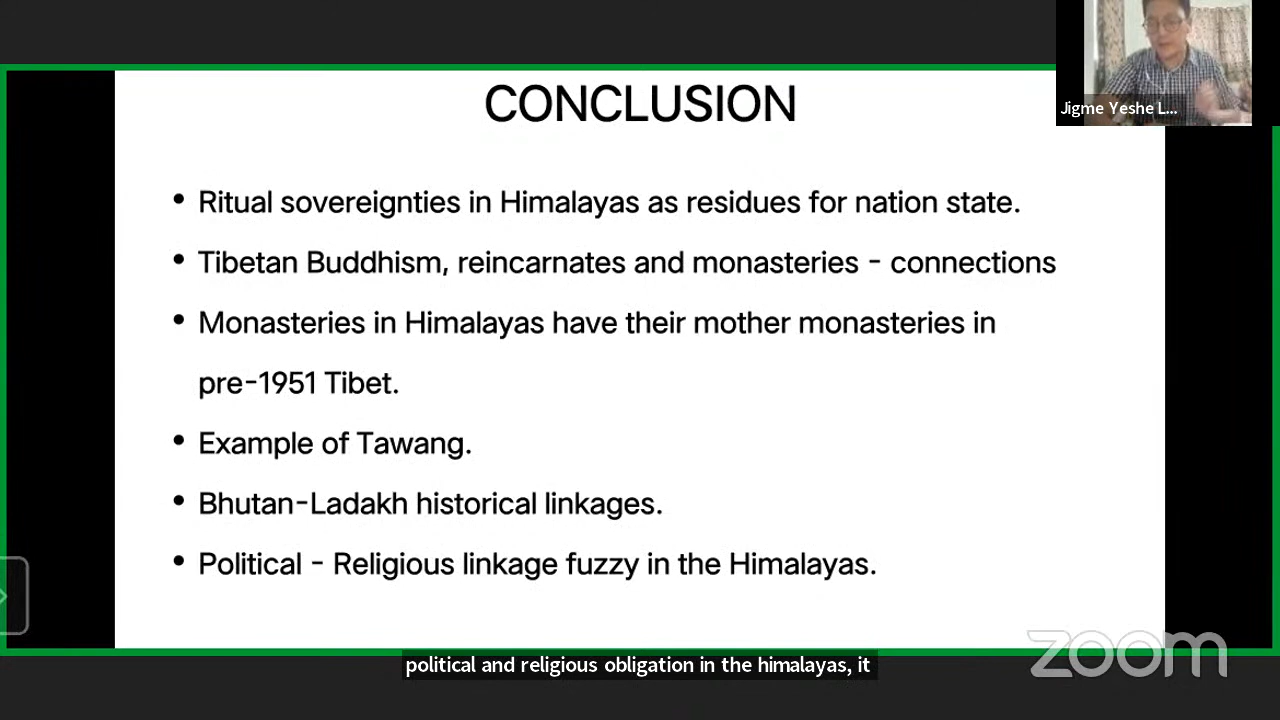 CONCLUSION
Jigme Yeshe L...
• Ritual sovereignties in Himalayas as residues for nation state.
• Tibetan Buddhism, reincarnates and monasteries - connections
• Monasteries in Himalayas have their mother monasteries in
pre-1951 Tibet.
• Example of Tawang.
• Bhutan-Ladakh historical linkages.
• Political - Religious linkage fuzzy in the Himalayas.
zoom
political and religious obligation in the himalayas, it